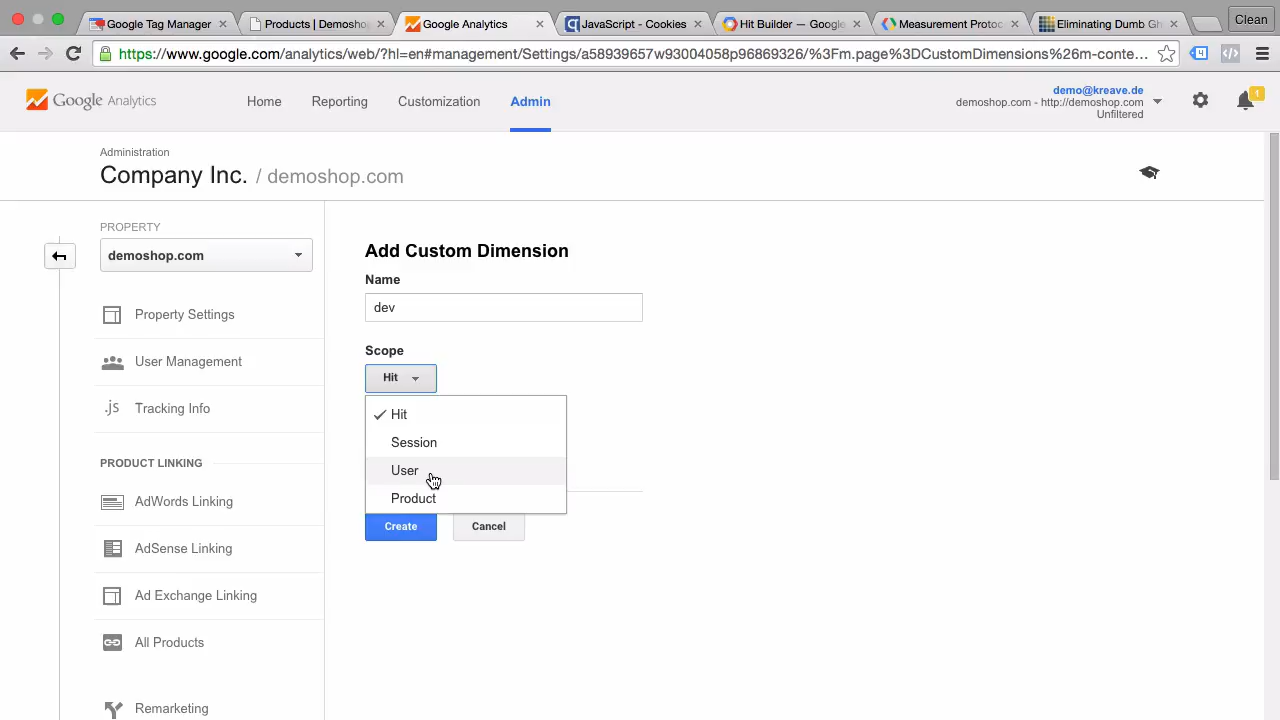 Google Tag Manager
Products | Demosho
Google Analytics
JavaScript - Cookies
Hit Builder — Google
Measurement Protoc
Eliminating Dumb Gh
Clean
https://www.google.com/analytics/web/?hl=en#management/Settings/a58939657w93004058p96869326/%3Fm.page%3DCustomDimensions%26m-conte...
4
Google Analytics
Home
Reporting
Customization
Admin
demo@kreave.de
demoshop.com - http://demoshop.com
Unfiltered
1
Administration
Company Inc. / demoshop.com
PROPERTY
demoshop.com
Property Settings
User Management
.js Tracking Info
PRODUCT LINKING
AdWords Linking
AdSense Linking
Ad Exchange Linking
All Products
Remarketing
Add Custom Dimension
Name
dev
Scope
Hit
Hit
Session
User
Product
Create
Cancel